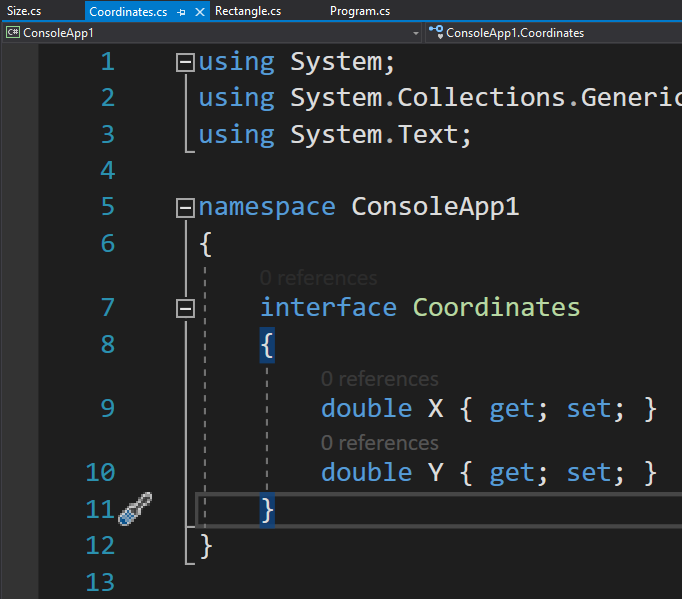 Size.cs Coordinates.cs Rectangle.cs Program.cs
C# ConsoleApp1 ConsoleApp1.Coordinates
1 using System;
2 using System.Collections.Generic
3 using System.Text;
4
5 namespace ConsoleApp1
6 {
0 references
7 interface Coordinates
8 {
0 references
9 double X { get; set; }
0 references
10 double Y { get; set; }
11 }
12 }
13